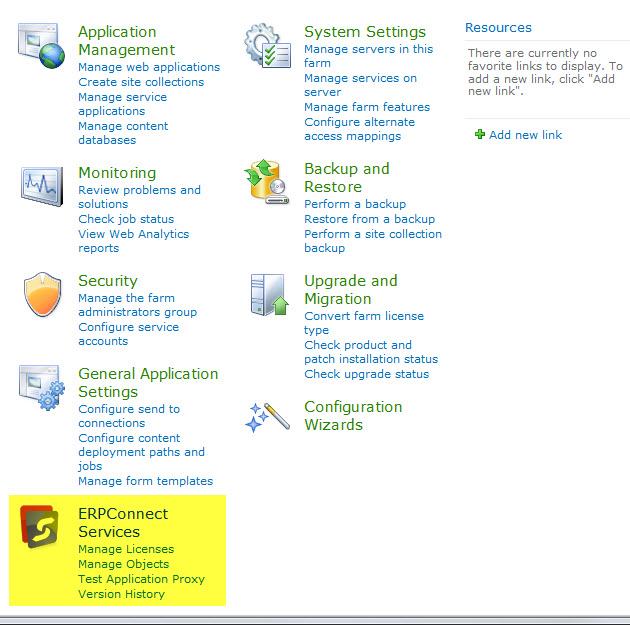 Application
Management
Manage web applications
Create site collections
Manage service
applications
Manage content
databases
Monitoring
Review problems and
solutions
Check job status
View Web Analytics
reports
Security
Manage the farm
administrators group
Configure service
accounts
General Application
Settings
Configure send to
connections
Configure content
deployment paths and
jobs
Manage form templates
ERPConnect
Services
Manage Licenses
Manage Objects
Test Application Proxy
Version History
System Settings
Manage servers in this
farm
Manage services on
server
Manage farm features
Configure alternate
access mappings
Backup and
Restore
Perform a backup
Restore from a backup
Perform a site collection
backup
Upgrade and
Migration
Convert farm license
type
Check product and
patch installation status
Check upgrade status
Configuration
Wizards
Resources
There are currently no
favorite links to display. To
add a new link, click "Add
new link".
Add new link